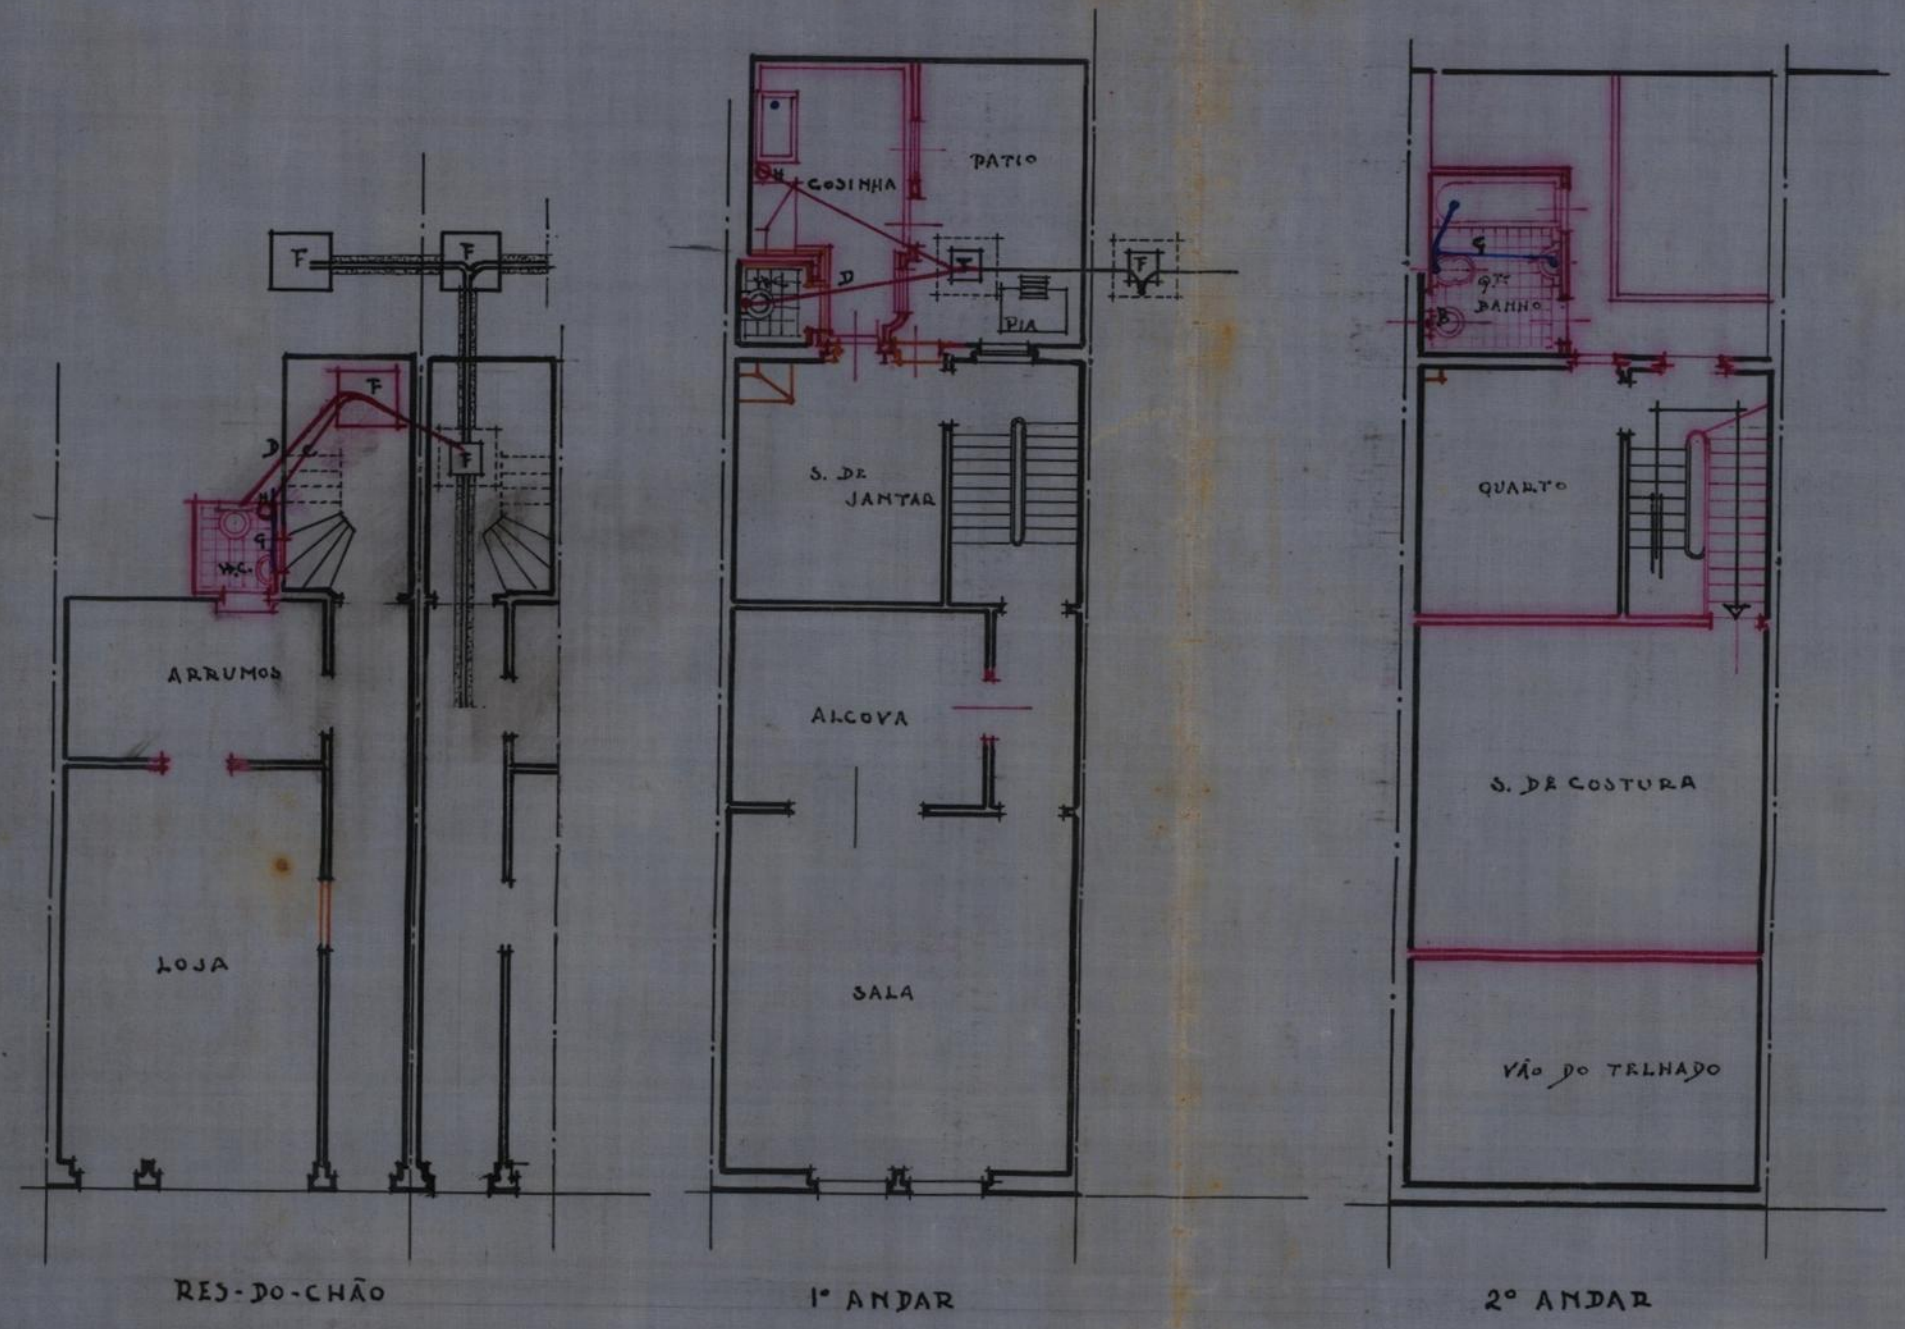 F
F
F
F
D
C
H
G
W.C.
ARRUMOS
LOJA
RES-DO-CHÃO
PATIO
COSINHA
H
W.C.
D
F
F
PIA
S. DE
JANTAR
ALCOVA
SALA
1º ANDAR
G
QTO
BANHO
B
QUARTO
S. DE COSTURA
VÃO DO TELHADO
2º ANDAR